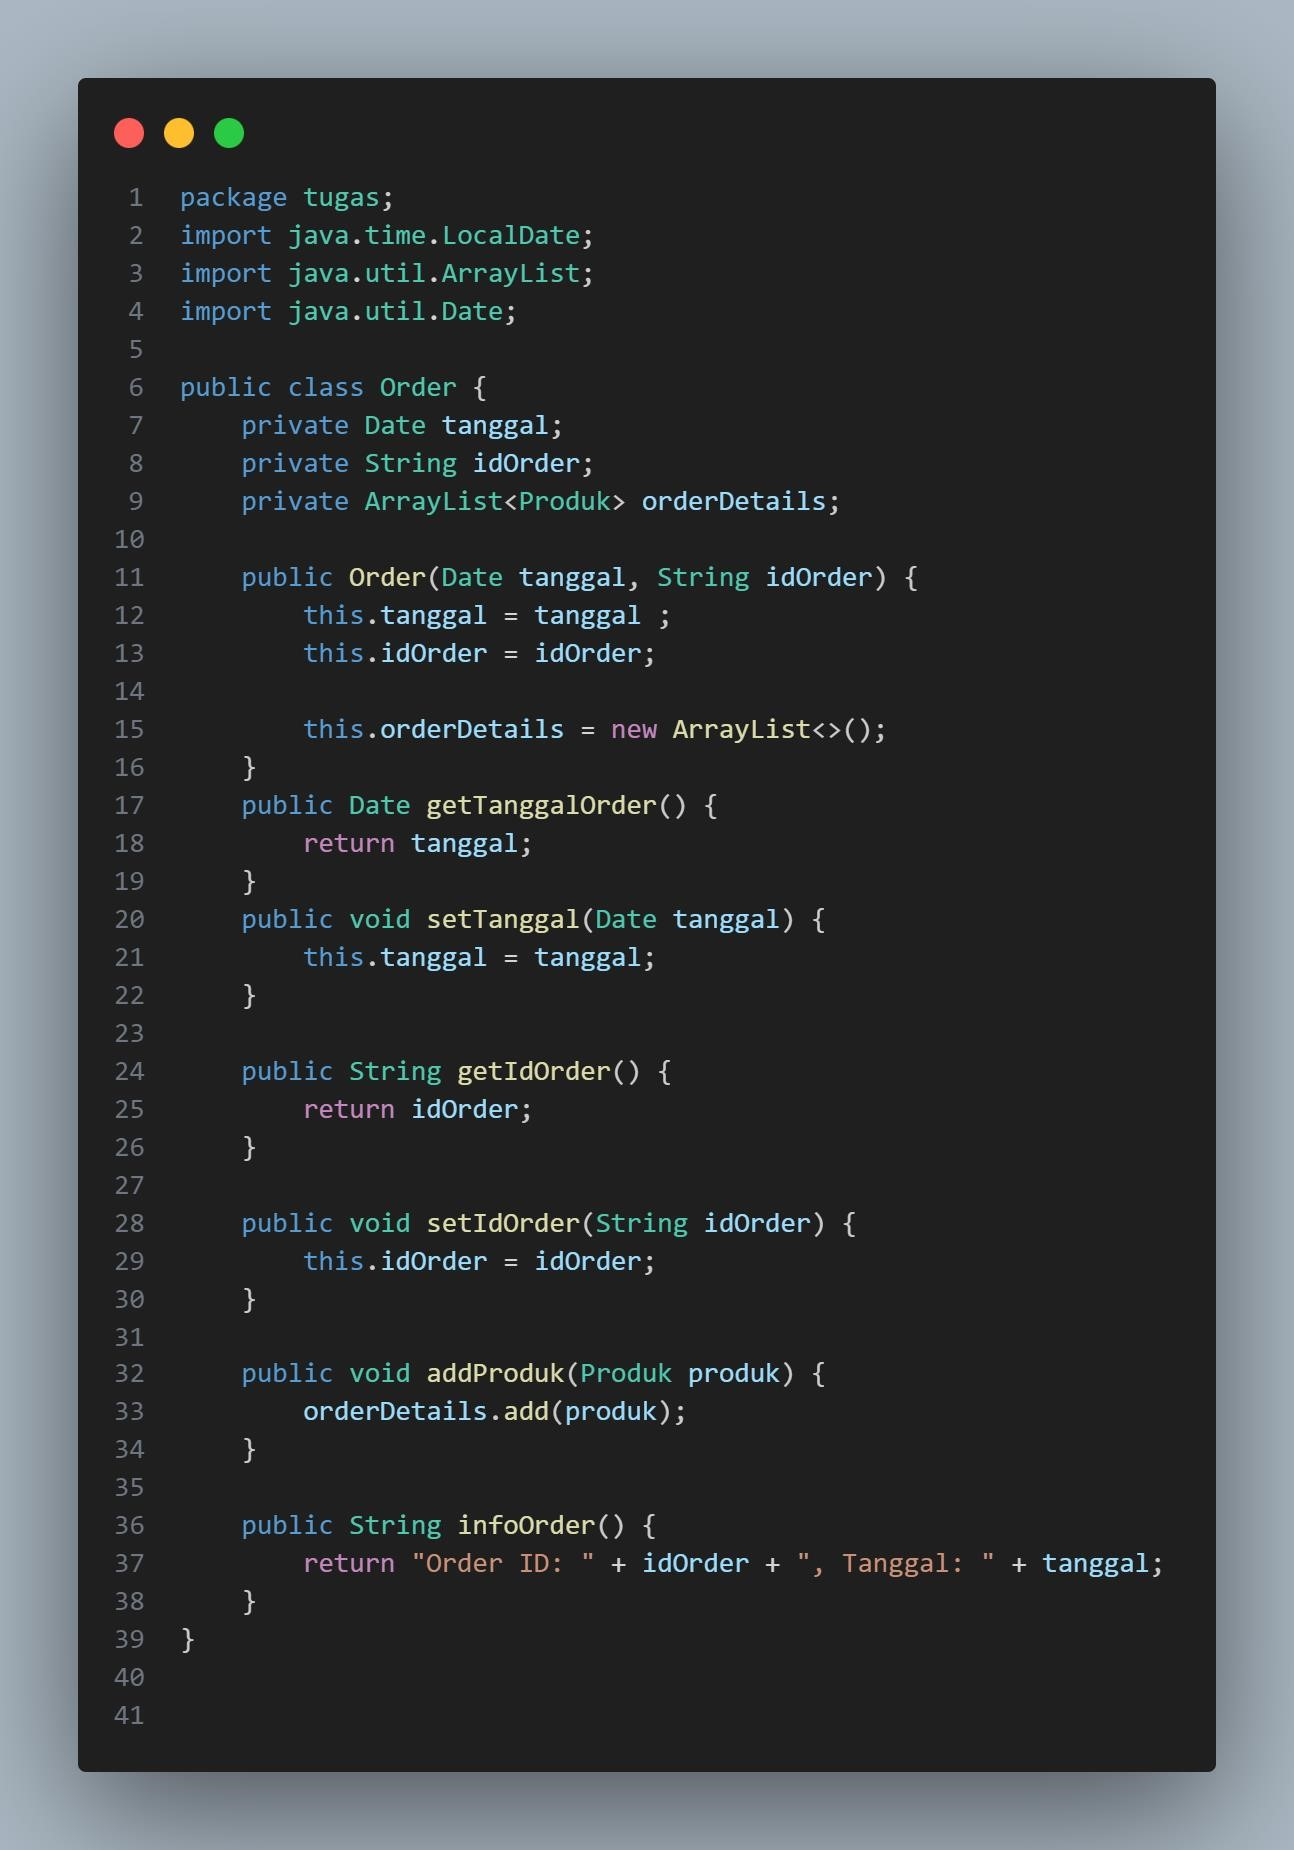 1 package tugas;
2 import java.time.LocalDate;
3 import java.util.ArrayList;
4 import java.util.Date;
5
6 public class Order {
7     private Date tanggal;
8     private String idOrder;
9     private ArrayList<Produk> orderDetails;
10
11     public Order(Date tanggal, String idOrder) {
12         this.tanggal = tanggal ;
13         this.idOrder = idOrder;
14
15         this.orderDetails = new ArrayList<>();
16     }
17     public Date getTanggalOrder() {
18         return tanggal;
19     }
20     public void setTanggal(Date tanggal) {
21         this.tanggal = tanggal;
22     }
23
24     public String getIdOrder() {
25         return idOrder;
26     }
27
28     public void setIdOrder(String idOrder) {
29         this.idOrder = idOrder;
30     }
31
32     public void addProduk(Produk produk) {
33         orderDetails.add(produk);
34     }
35
36     public String infoOrder() {
37         return "Order ID: " + idOrder + ", Tanggal: " + tanggal;
38     }
39 }
40
41